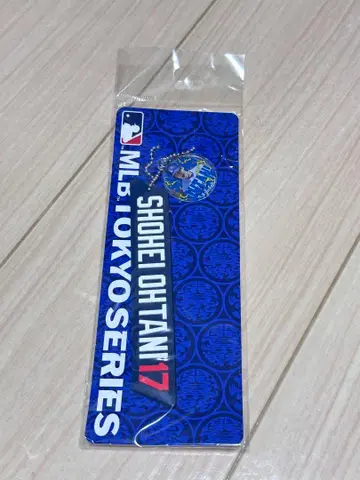 MLB TOKYO SERIES
SHOHEI OHTANI 17